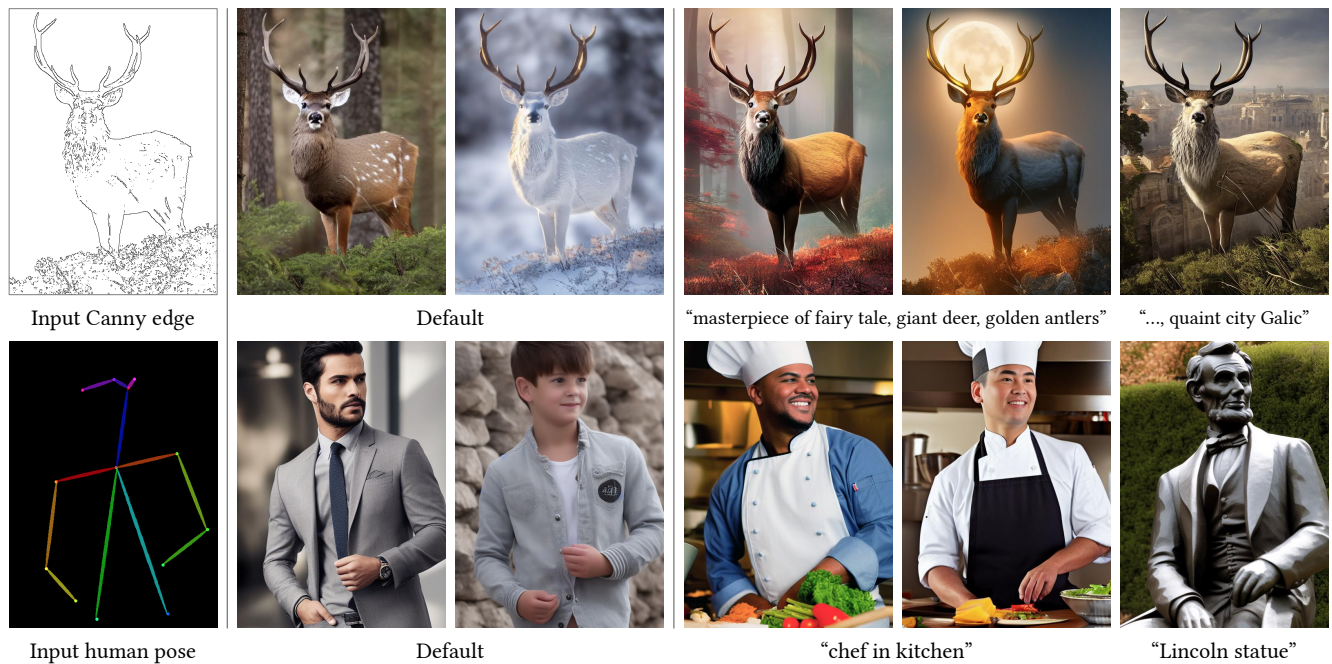 Input Canny edge
Default
“masterpiece of fairy tale, giant deer, golden antlers”
“..., quaint city Galic”
Input human pose
Default
“chef in kitchen”
“Lincoln statue”